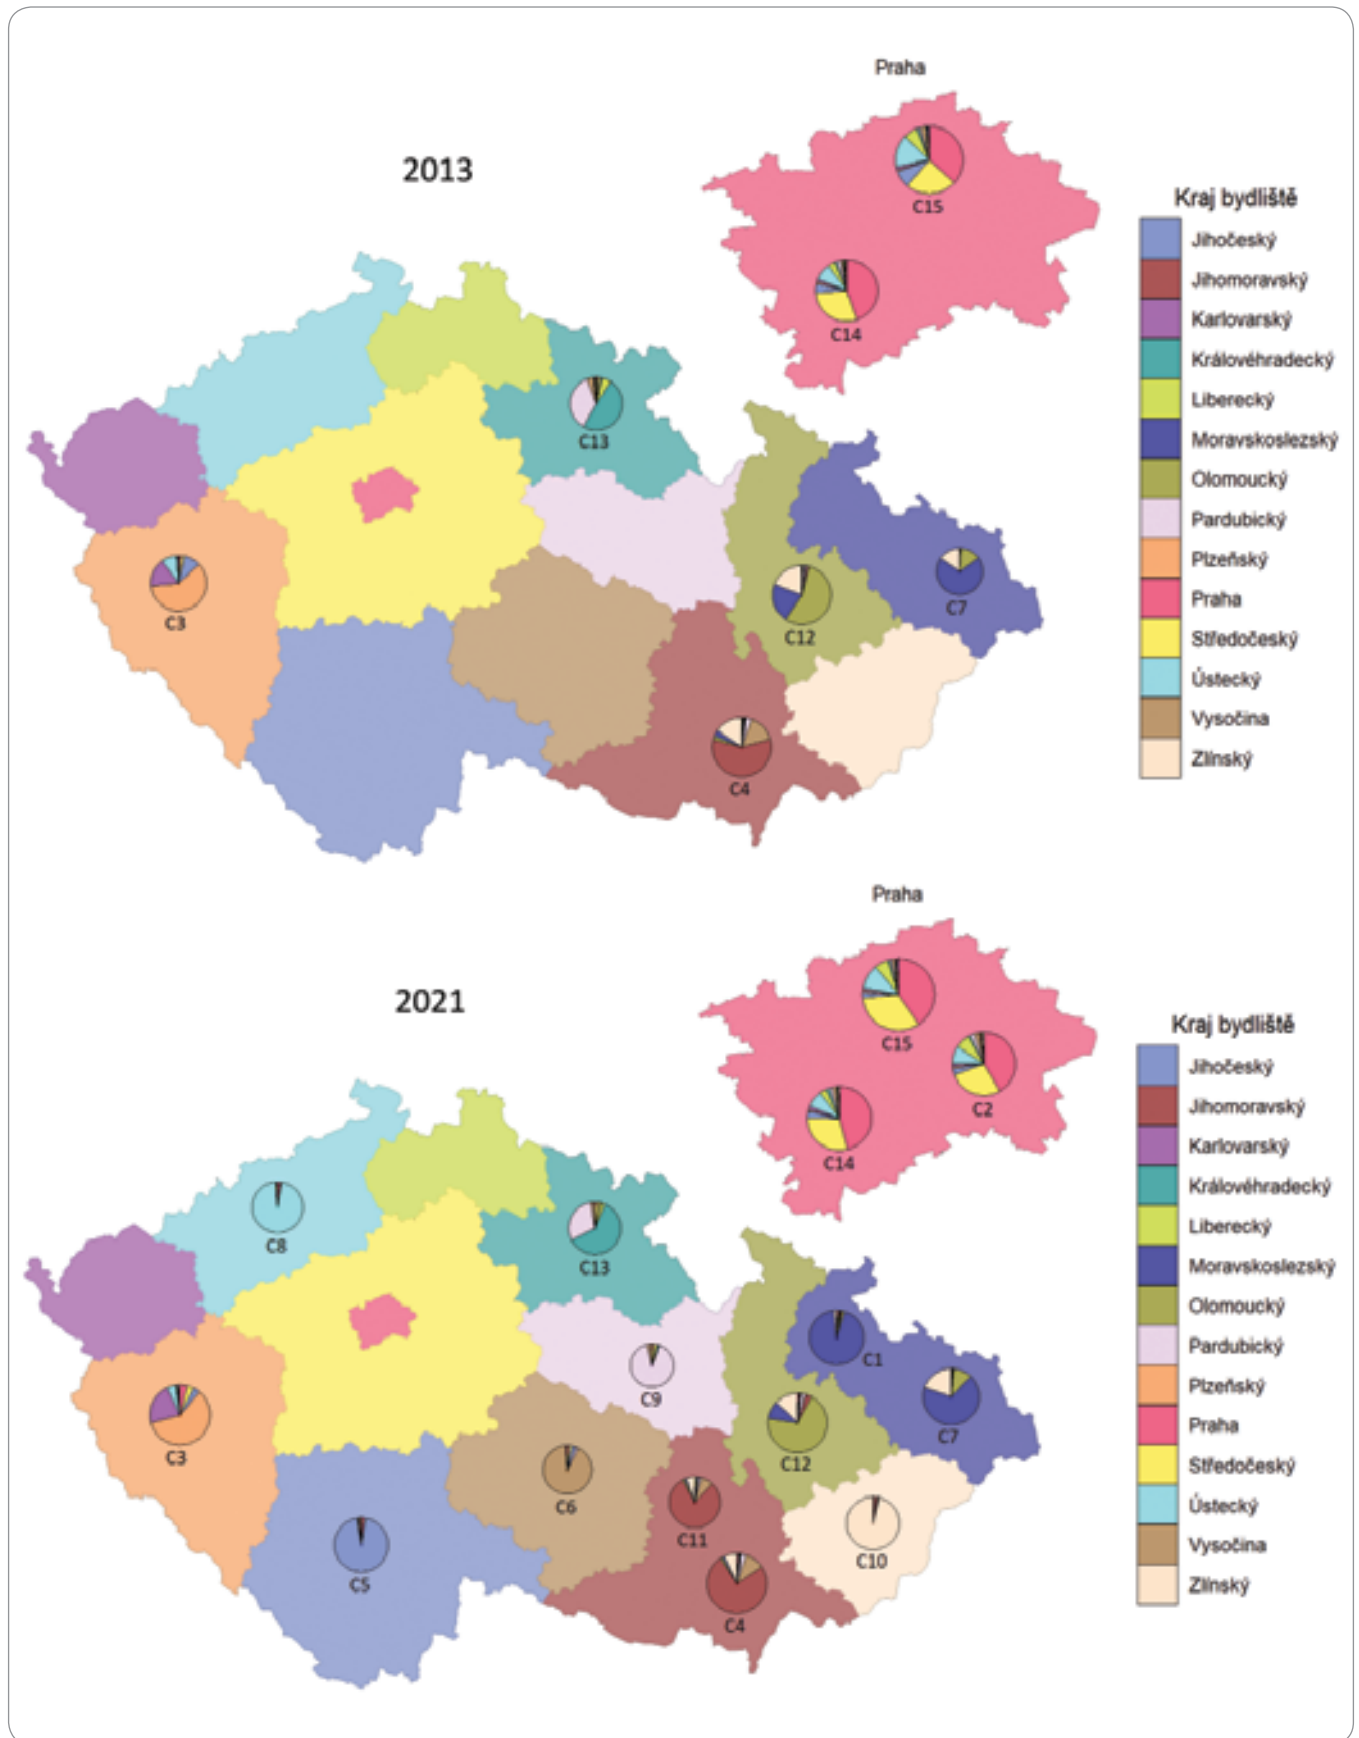 Praha
2013
C15
C14
Kraj bydliště
Jihočeský
Jihomoravský
Karlovarský
Královéhradecký
Liberecký
Moravskoslezský
Olomoucký
Pardubický
Plzeňský
Praha
Středočeský
Ústecký
Vysočina
Zlínský
C13
C3
C12
C7
C4
Praha
2021
C15
C2
C14
Kraj bydliště
Jihočeský
Jihomoravský
Karlovarský
Královéhradecký
Liberecký
Moravskoslezský
Olomoucký
Pardubický
Plzeňský
Praha
Středočeský
Ústecký
Vysočina
Zlínský
C8
C13
C1
C9
C7
C3
C12
C6
C11
C10
C5
C4